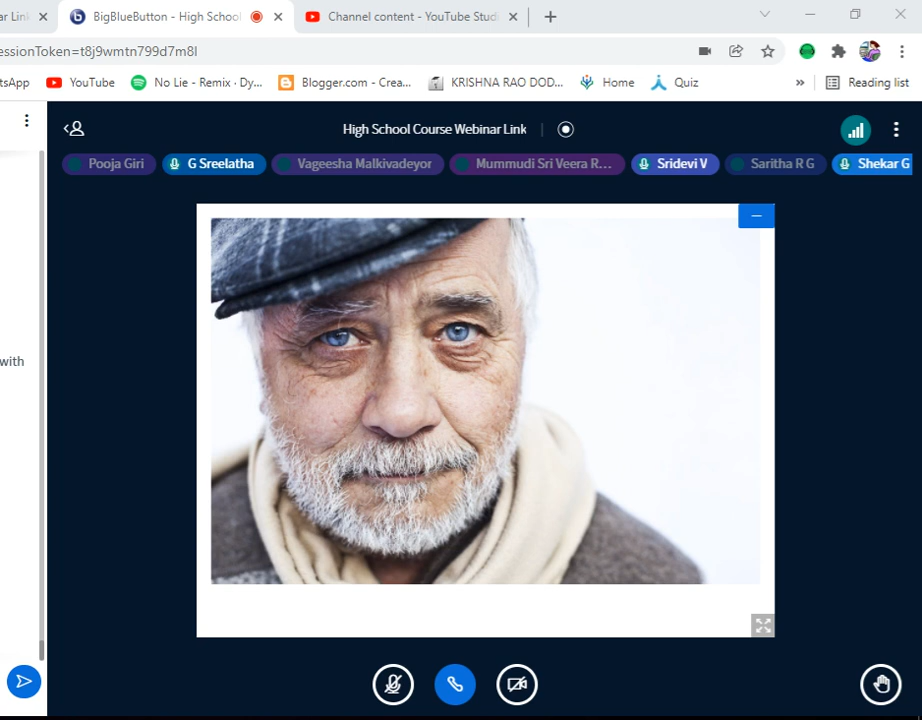 ar Link
BigBlueButton - High School
Channel content - YouTube Studi
essionToken=t8j9wmtn799d7m8l
tsApp
YouTube
No Lie - Remix · Dy...
Blogger.com - Crea...
KRISHNA RAO DOD...
Home
Quiz
»
Reading list
High School Course Webinar Link
Pooja Giri
G Sreelatha
Vageesha Malkivadeyor
Mummudi Sri Veera R...
Sridevi V
Saritha R G
Shekar G
with